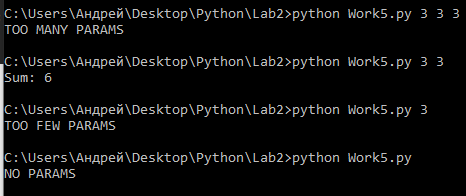 C:\Users\Андрей\Desktop\Python\Lab2>python Work5.py 3 3 3
TOO MANY PARAMS
C:\Users\Андрей\Desktop\Python\Lab2>python Work5.py 3 3
Sum: 6
C:\Users\Андрей\Desktop\Python\Lab2>python Work5.py 3
TOO FEW PARAMS
C:\Users\Андрей\Desktop\Python\Lab2>python Work5.py
NO PARAMS